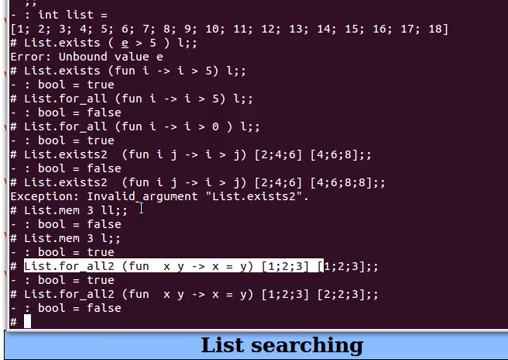 ;;
- : int list =
[1; 2; 3; 4; 5; 6; 7; 8; 9; 10; 11; 12; 13; 14; 15; 16; 17; 18]
# List.exists ( e > 5 ) l;;
Error: Unbound value e
# List.exists (fun i -> i > 5) l;;
- : bool = true
# List.for_all (fun i -> i > 5) l;;
- : bool = false
# List.for_all (fun i -> i > 0 ) l;;
- : bool = true
# List.exists2  (fun i j -> i > j) [2;4;6] [4;6;8];;
- : bool = false
# List.exists2  (fun i j -> i > j) [2;4;6] [4;6;8;8];;
Exception: Invalid_argument "List.exists2".
# List.mem 3 ll;;
- : bool = false
# List.mem 3 l;;
- : bool = true
# List.for_all2 (fun  x y -> x = y) [1;2;3] [1;2;3];;
- : bool = true
# List.for_all2 (fun  x y -> x = y) [1;2;3] [2;2;3];;
- : bool = false
#
List searching